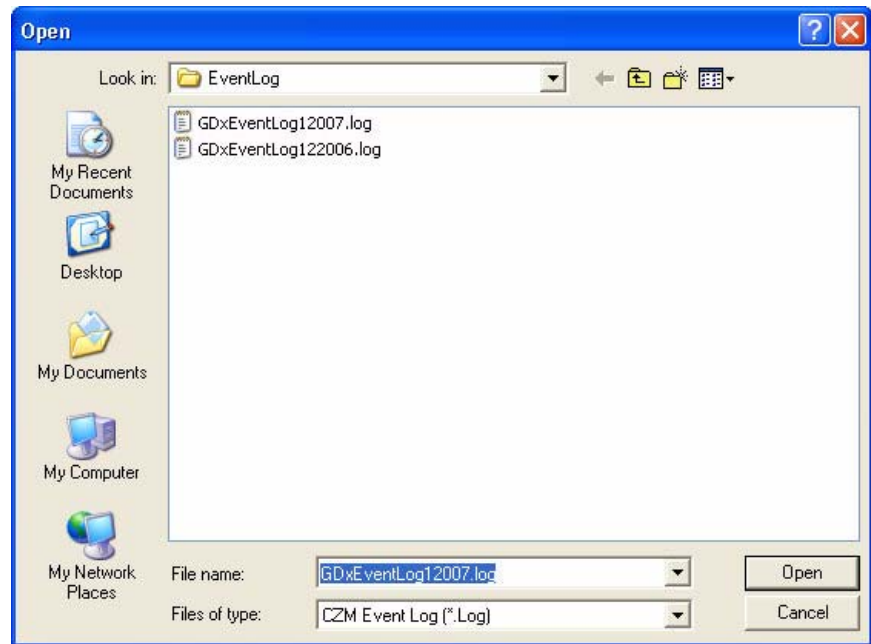 Open
Look in: EventLog
GDxEventLog12007.log
GDxEventLog122006.log
My Recent
Documents
Desktop
My Documents
My Computer
My Network
Places
File name: GDxEventLog12007.log Open
Files of type: CZM Event Log (*.Log) Cancel